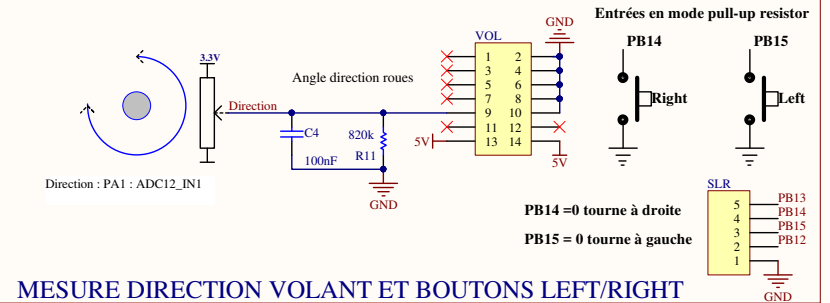 Entrées en mode pull-up resistor
GND
VOL
PB14
PB15
3.3V
Angle direction roues
1 2
3 4
5 6
7 8
9 10
11 12
13 14
Right
Left
Direction
C4
820k
R11
100nF
5V
5V
GND
Direction : PA1 : ADC12_IN1
SLR
5 PB13
4 PB14
3 PB15
2 PB12
1
GND
PB14 =0 tourne à droite
PB15 = 0 tourne à gauche
MESURE DIRECTION VOLANT ET BOUTONS LEFT/RIGHT